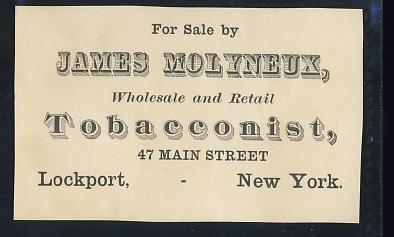 For Sale by
JAMES MOLYNEUX,
Wholesale and Retail
Tobacconist,
47 MAIN STREET
Lockport, - New York.